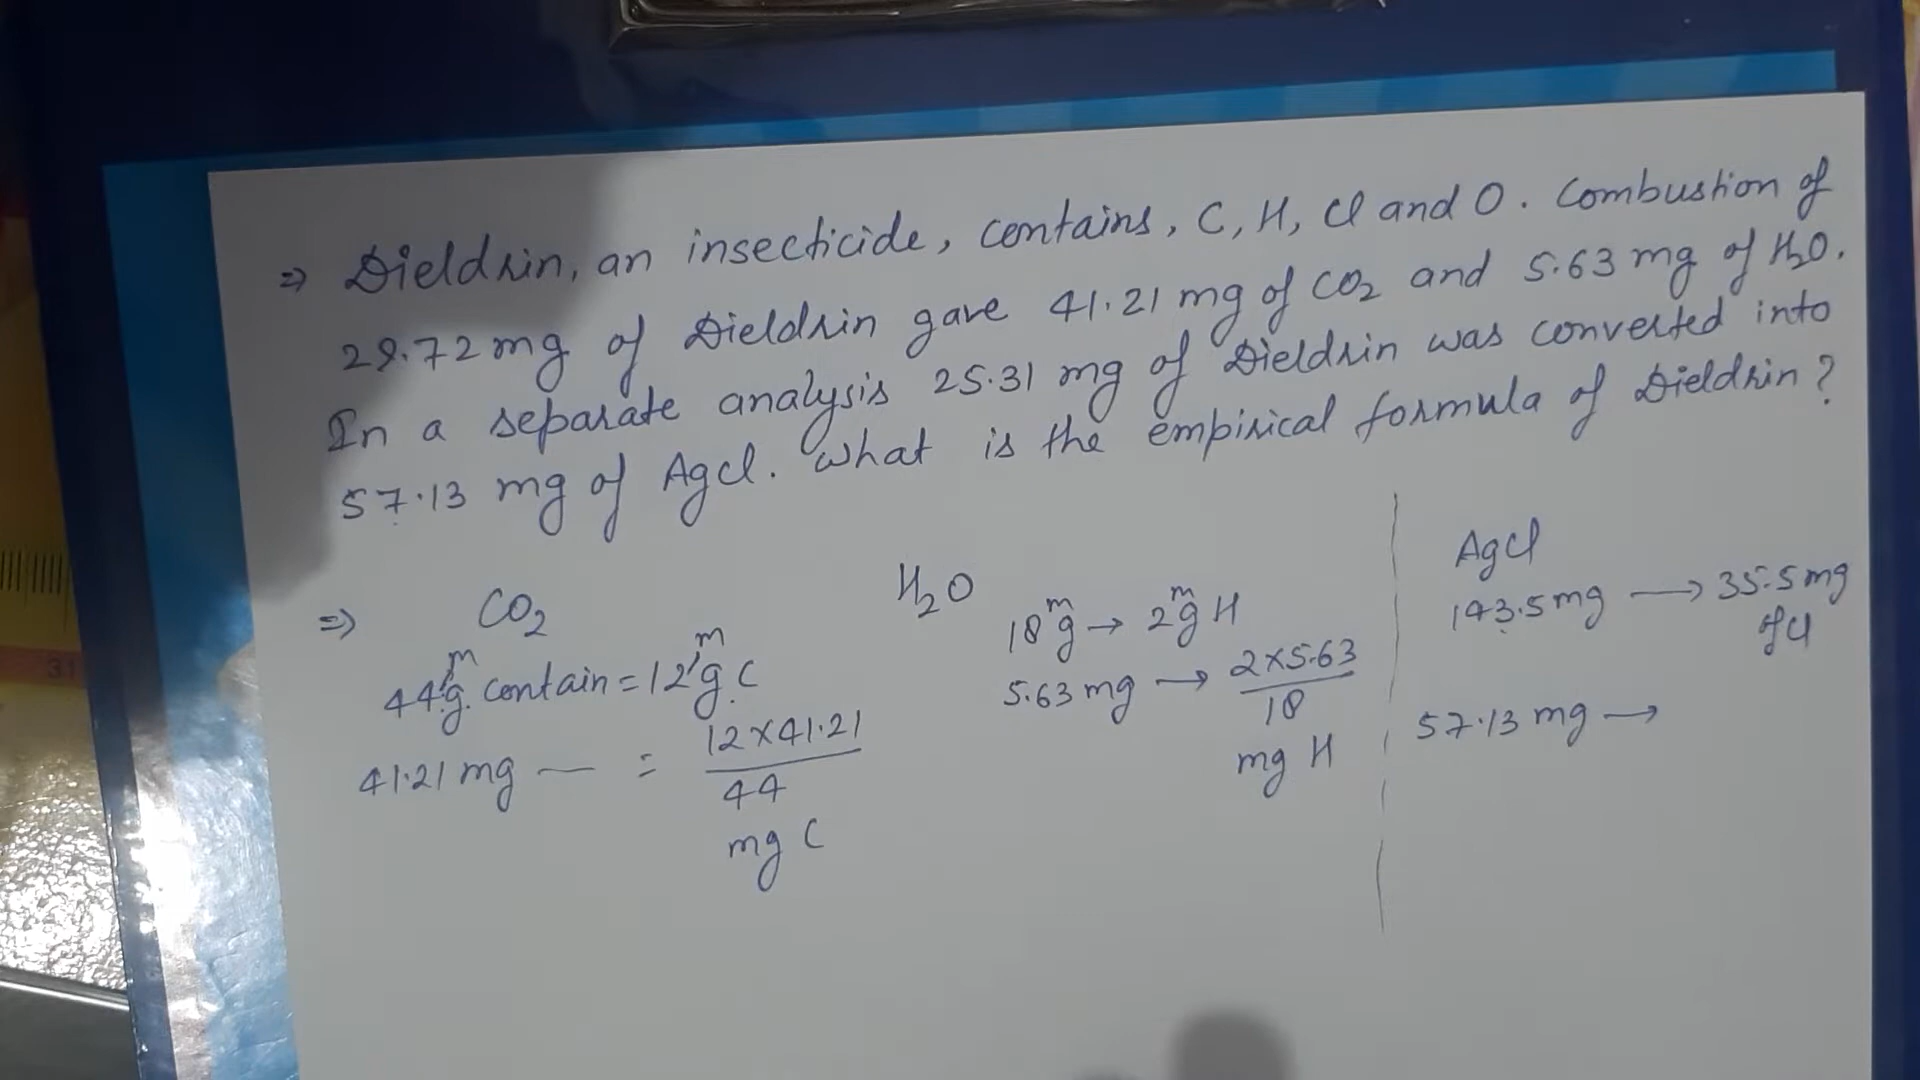 ⇒ Dieldrin, an insecticide, contains, C, H, Cl and O. Combustion of
29.72 mg of Dieldrin gave 41.21 mg of CO₂ and 5.63 mg of H₂O.
In a separate analysis 25.31 mg of Dieldrin was converted into
57.13 mg of AgCl. What is the empirical formula of Dieldrin?
⇒ CO₂
44 mg contain = 12 mg C
41.21 mg — = 12×41.21/44
mg C
H₂O
18 mg → 2 mg H
5.63 mg → 2×5.63/18
mg H
AgCl
143.5 mg → 35.5 mg
of Cl
57.13 mg →
31